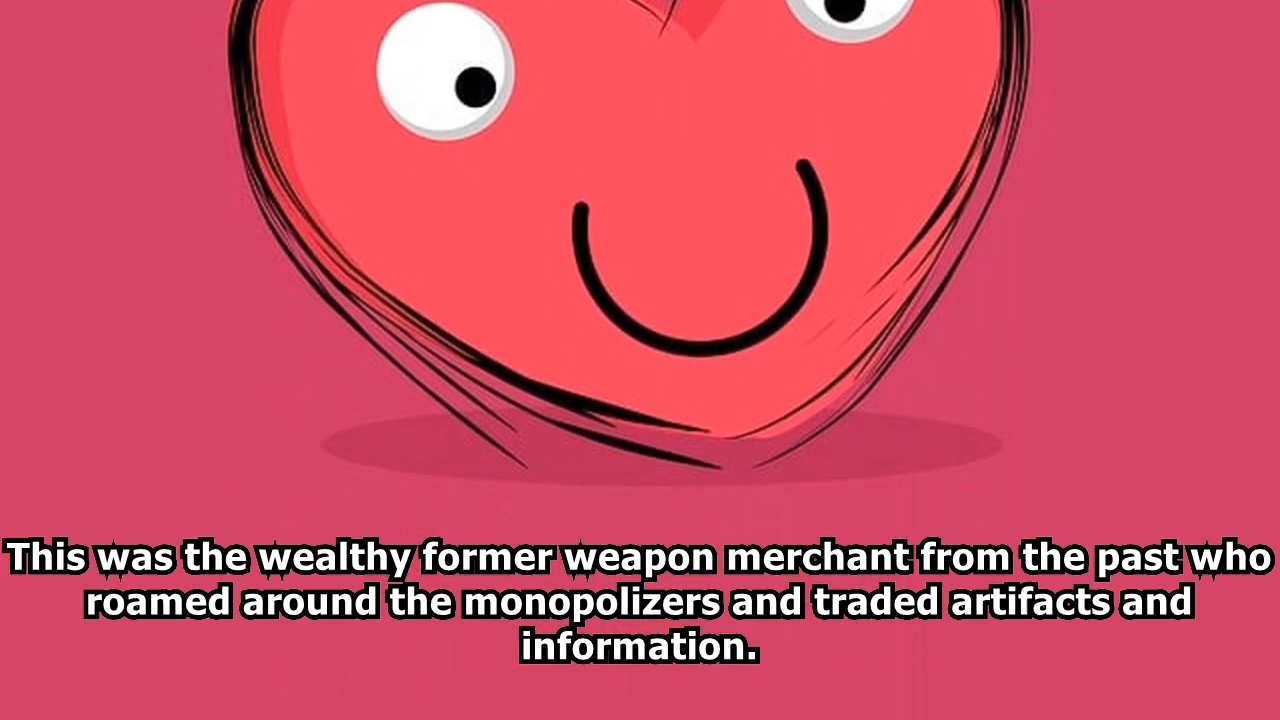 This was the wealthy former weapon merchant from the past who
roamed around the monopolizers and traded artifacts and
information.